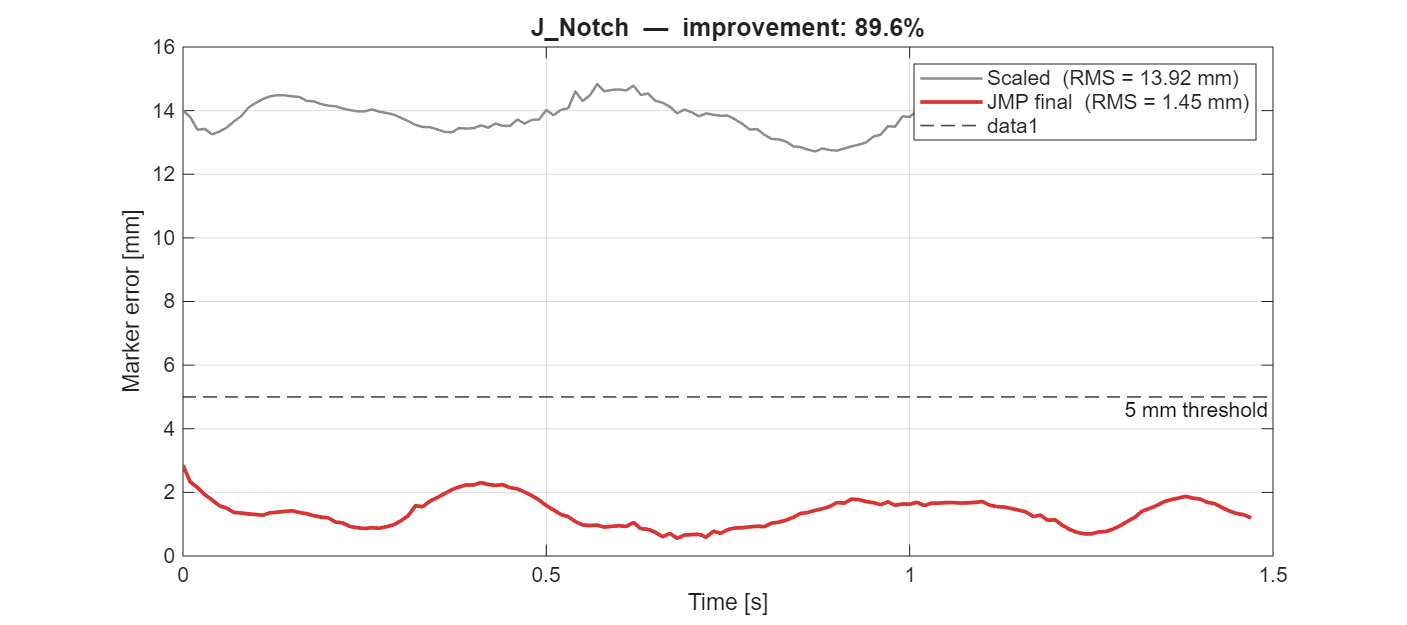 J_Notch — improvement: 89.6%
16
14
12
10
8
6
4
2
0
Marker error [mm]
Scaled (RMS = 13.92 mm)
JMP final (RMS = 1.45 mm)
data1
5 mm threshold
0 0.5 1 1.5
Time [s]